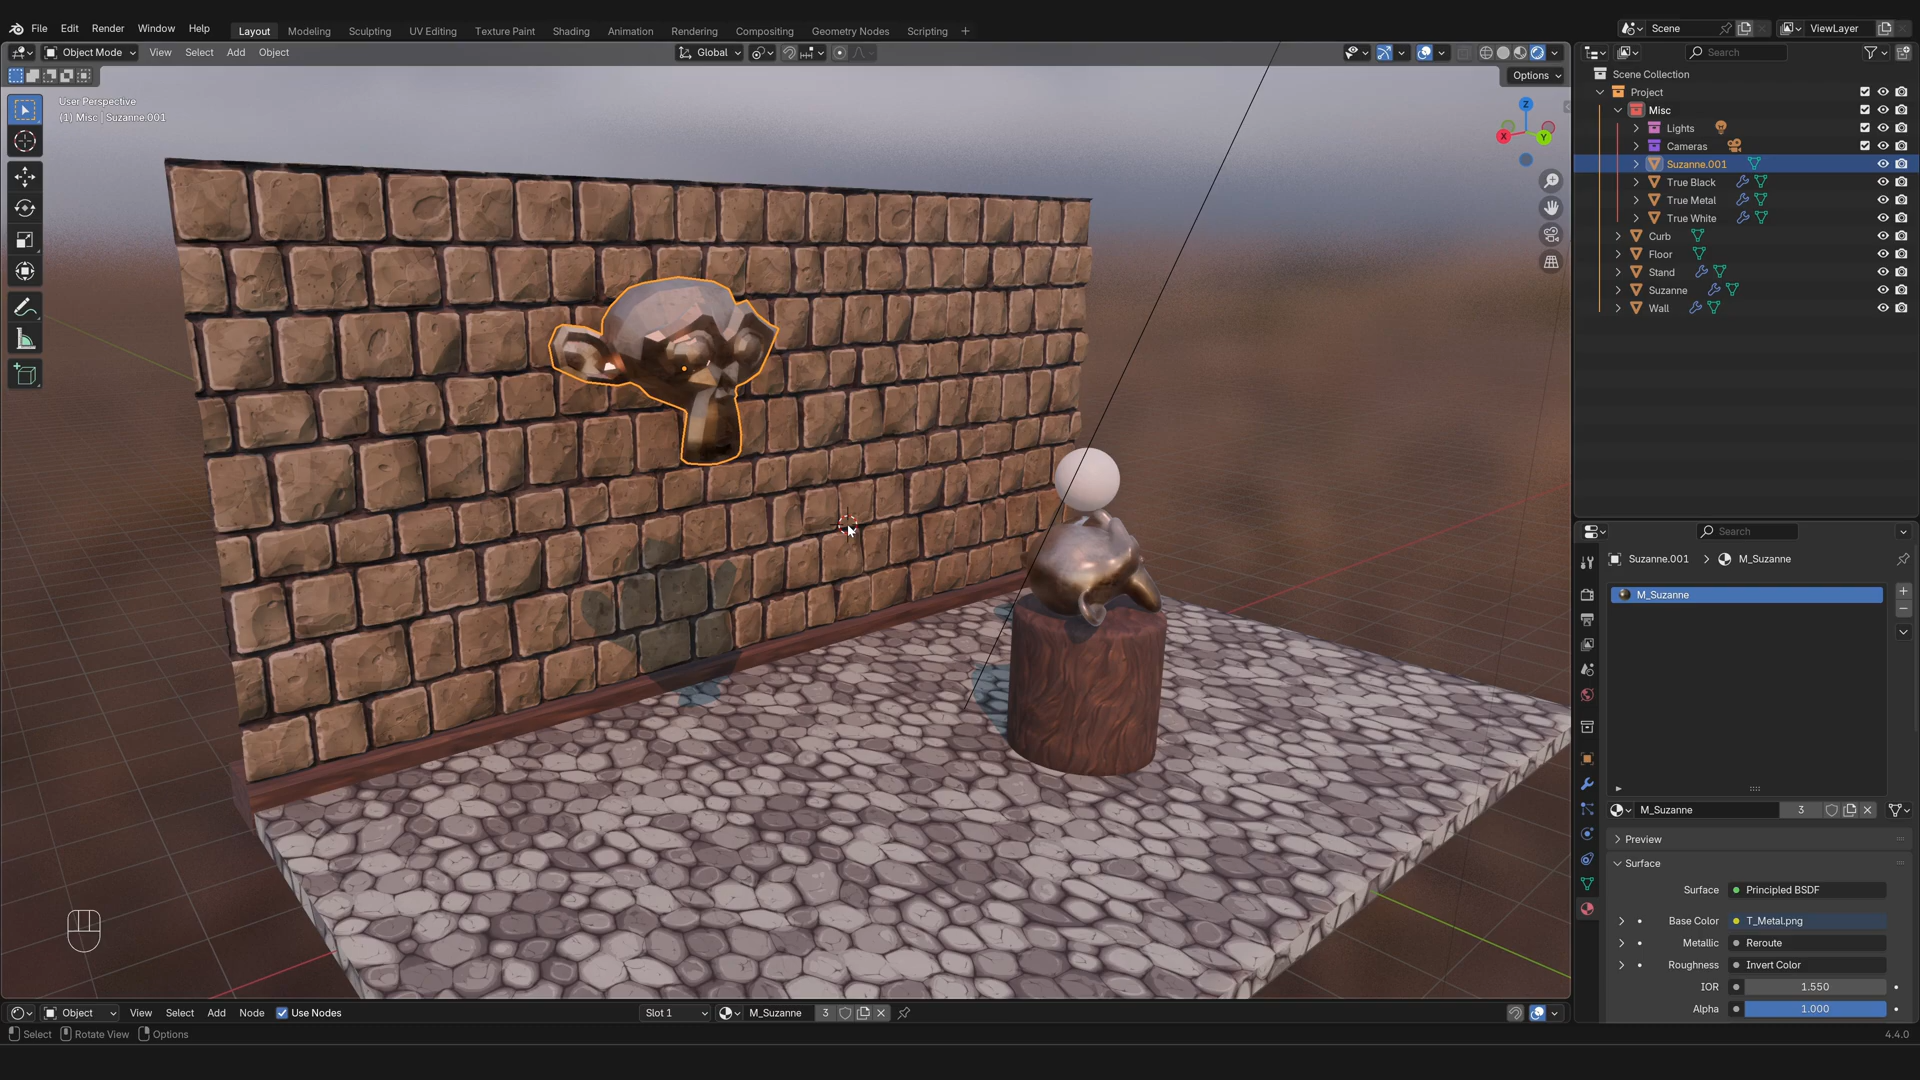 File Edit Render Window Help
Layout Modeling Sculpting UV Editing Texture Paint Shading Animation Rendering Compositing Geometry Nodes Scripting +
Scene
ViewLayer
Object Mode View Select Add Object
Global
Options
User Perspective
(1) Misc | Suzanne.001
Z
X
Y
Search
Scene Collection
Project
Misc
Lights
Cameras
Suzanne.001
True Black
True Metal
True White
Curb
Floor
Stand
Suzanne
Wall
Search
Suzanne.001 > M_Suzanne
M_Suzanne
M_Suzanne 3
Preview
Surface
Surface Principled BSDF
Base Color T_Metal.png
Metallic Reroute
Roughness Invert Color
IOR 1.550
Alpha 1.000
Object View Select Add Node Use Nodes
Slot 1
M_Suzanne 3
Select Rotate View Options
4.4.0